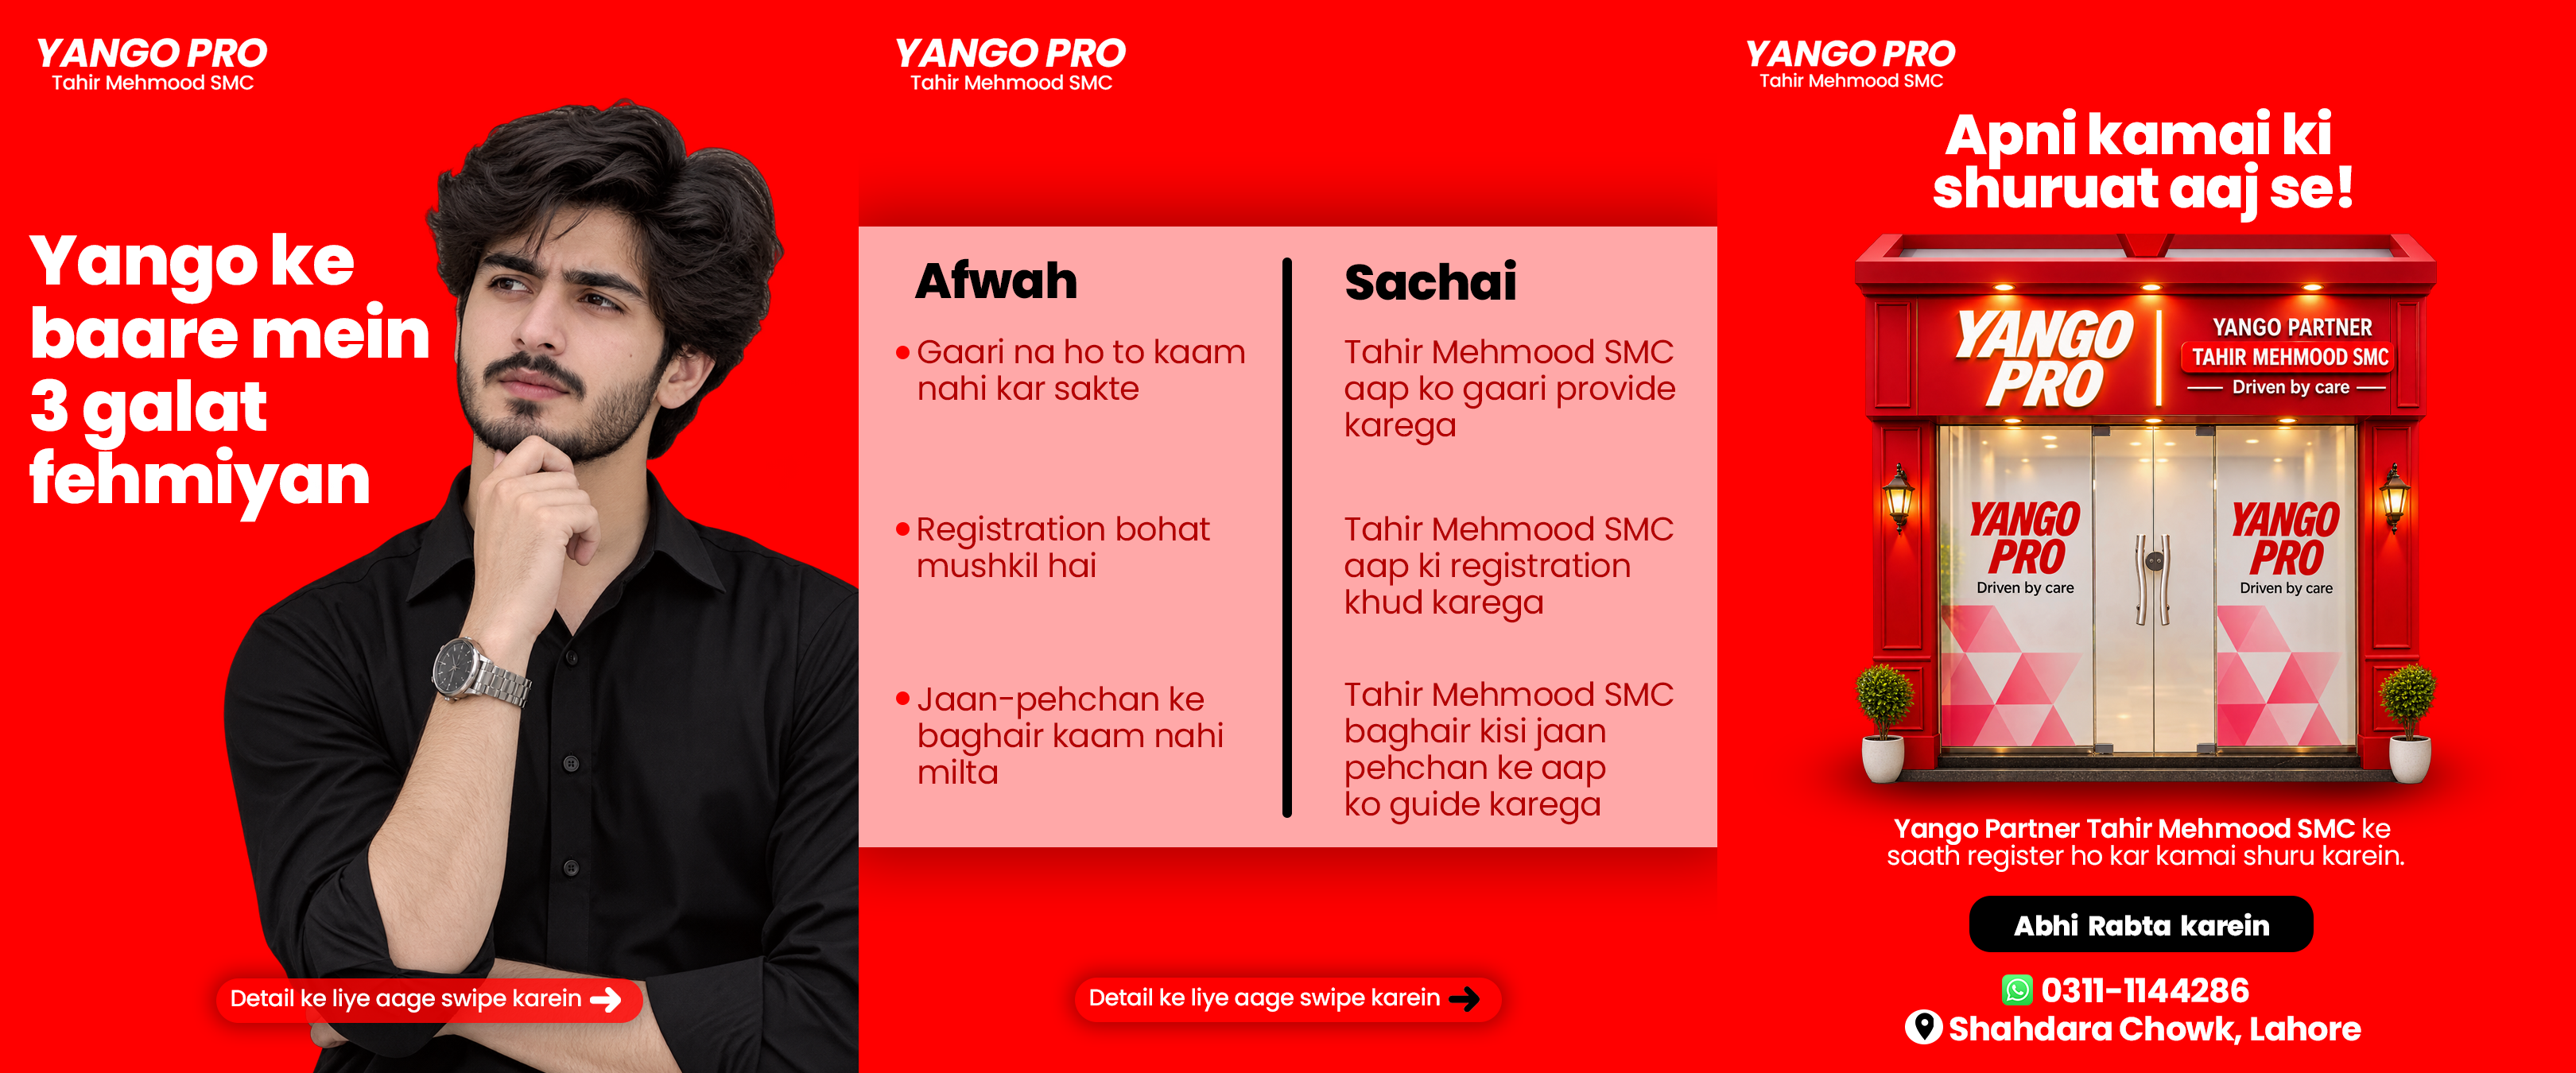 YANGO PRO
Tahir Mehmood SMC
Yango ke
baare mein
3 galat
fehmiyan
Detail ke liye aage swipe karein
YANGO PRO
Tahir Mehmood SMC
Afwah
Gaari na ho to kaam
nahi kar sakte
Registration bohat
mushkil hai
Jaan-pehchan ke
baghair kaam nahi
milta
Sachai
Tahir Mehmood SMC
aap ko gaari provide
karega
Tahir Mehmood SMC
aap ki registration
khud karega
Tahir Mehmood SMC
baghair kisi jaan
pehchan ke aap
ko guide karega
Detail ke liye aage swipe karein
YANGO PRO
Tahir Mehmood SMC
Apni kamai ki
shuruat aaj se!
YANGO
PRO
YANGO PARTNER
TAHIR MEHMOOD SMC
Driven by care
YANGO
PRO
Driven by care
YANGO
PRO
Driven by care
Yango Partner Tahir Mehmood SMC ke
saath register ho kar kamai shuru karein.
Abhi Rabta karein
0311-1144286
Shahdara Chowk, Lahore